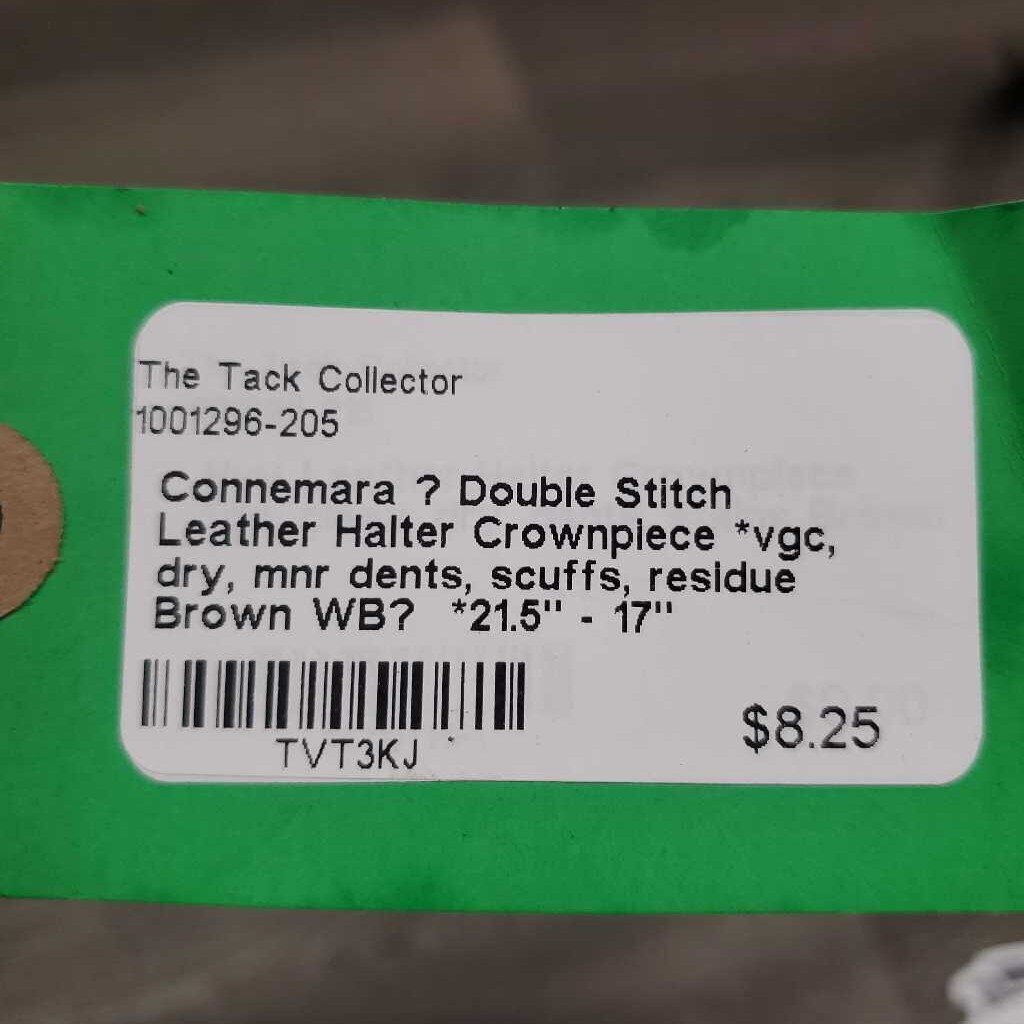 The Tack Collector
1001296-205
Connemara ? Double Stitch
Leather Halter Crownpiece *vgc,
dry, mnr dents, scuffs, residue
Brown WB? *21.5" - 17"
TVT3KJ
$8.25